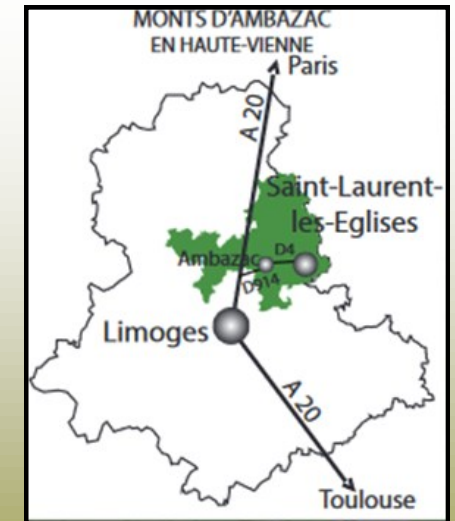 MONTS D'AMBAZAC
EN HAUTE-VIENNE
Paris
A 20
Saint-Laurent-
les-Eglises
D4
Ambazac
D914
Limoges
A 20
Toulouse